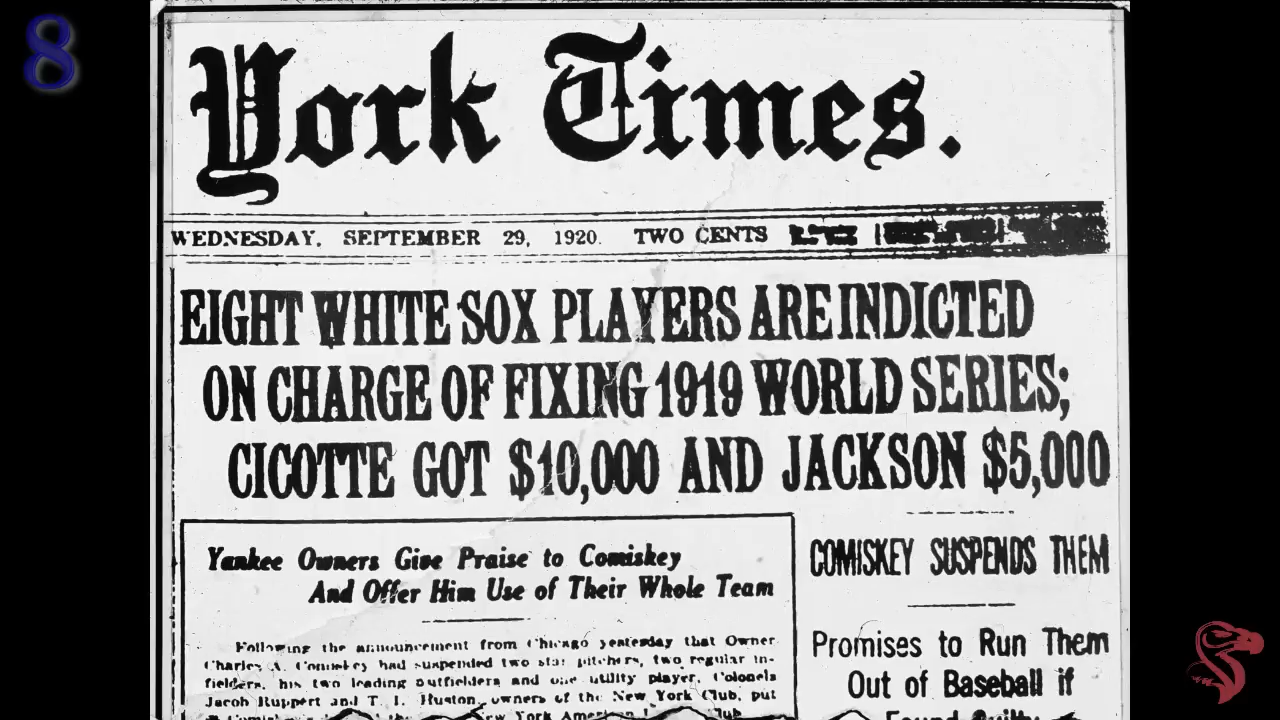 8
York Times.
WEDNESDAY, SEPTEMBER 29, 1920. TWO CENTS
EIGHT WHITE SOX PLAYERS ARE INDICTED
ON CHARGE OF FIXING 1919 WORLD SERIES;
CICOTTE GOT $10,000 AND JACKSON $5,000
Yankee Owners Give Praise to Comiskey
And Offer Him Use of Their Whole Team
Following the announcement from Chicago yesterday that Owner
Charles A. Comiskey had suspended two star pitchers, two regular in-
fielders, his two leading outfielders and one utility player, Colonels
Jacob Ruppert and T. L. Huston, owners of the New York Club, put
COMISKEY SUSPENDS THEM
Promises to Run Them
Out of Baseball if
Found Guilty